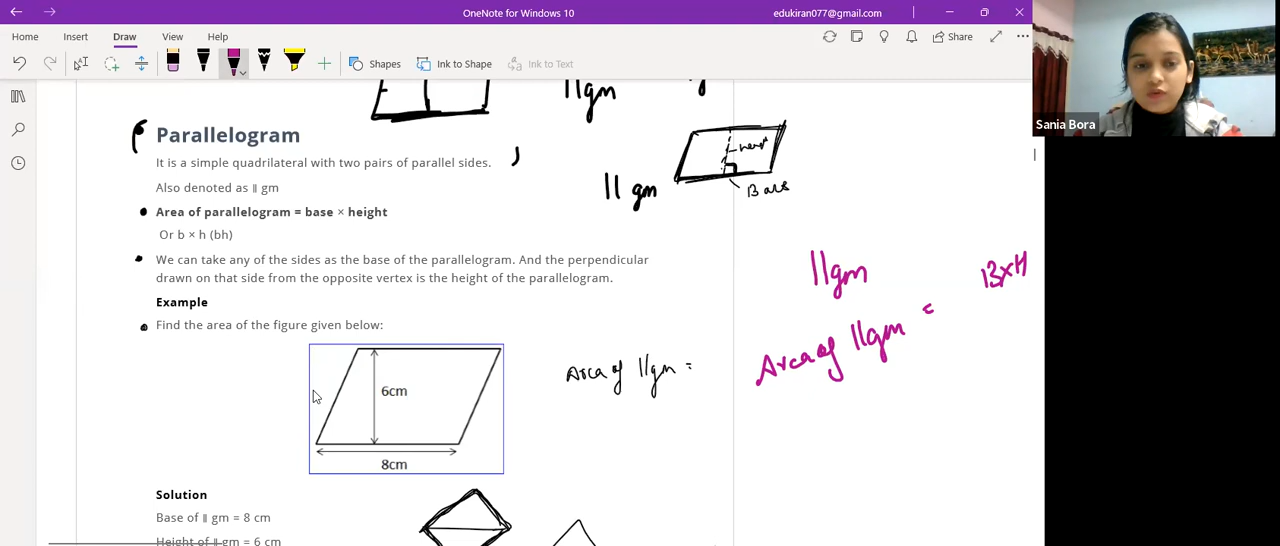 OneNote for Windows 10
edukiran077@gmail.com
Home
Insert
Draw
View
Help
Share
Shapes
Ink to Shape
Ink to Text
Sania Bora
||gm
Parallelogram
It is a simple quadrilateral with two pairs of parallel sides.
Also denoted as ∥ gm
|| gm
Area of parallelogram = base × height
Or b × h (bh)
We can take any of the sides as the base of the parallelogram. And the perpendicular
drawn on that side from the opposite vertex is the height of the parallelogram.
||gm
B×H
Example
Find the area of the figure given below:
Area of ||gm =
Area of ||gm =
6cm
8cm
Solution
Base of ∥ gm = 8 cm
Height of ∥ gm = 6 cm